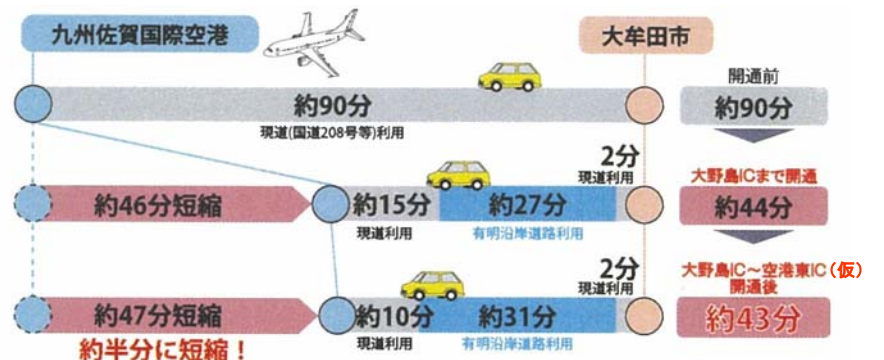 九州佐賀国際空港
大牟田市
開通前
約90分
現道(国道208号等)利用
約90分
2分
現道利用
大野島ICまで開通
約46分短縮
約15分
約27分
約44分
現道利用
有明沿岸道路利用
大野島IC～空港東IC(仮)
開通後
2分
現道利用
約47分短縮
約10分
約31分
約43分
約半分に短縮！
現道利用
有明沿岸道路利用